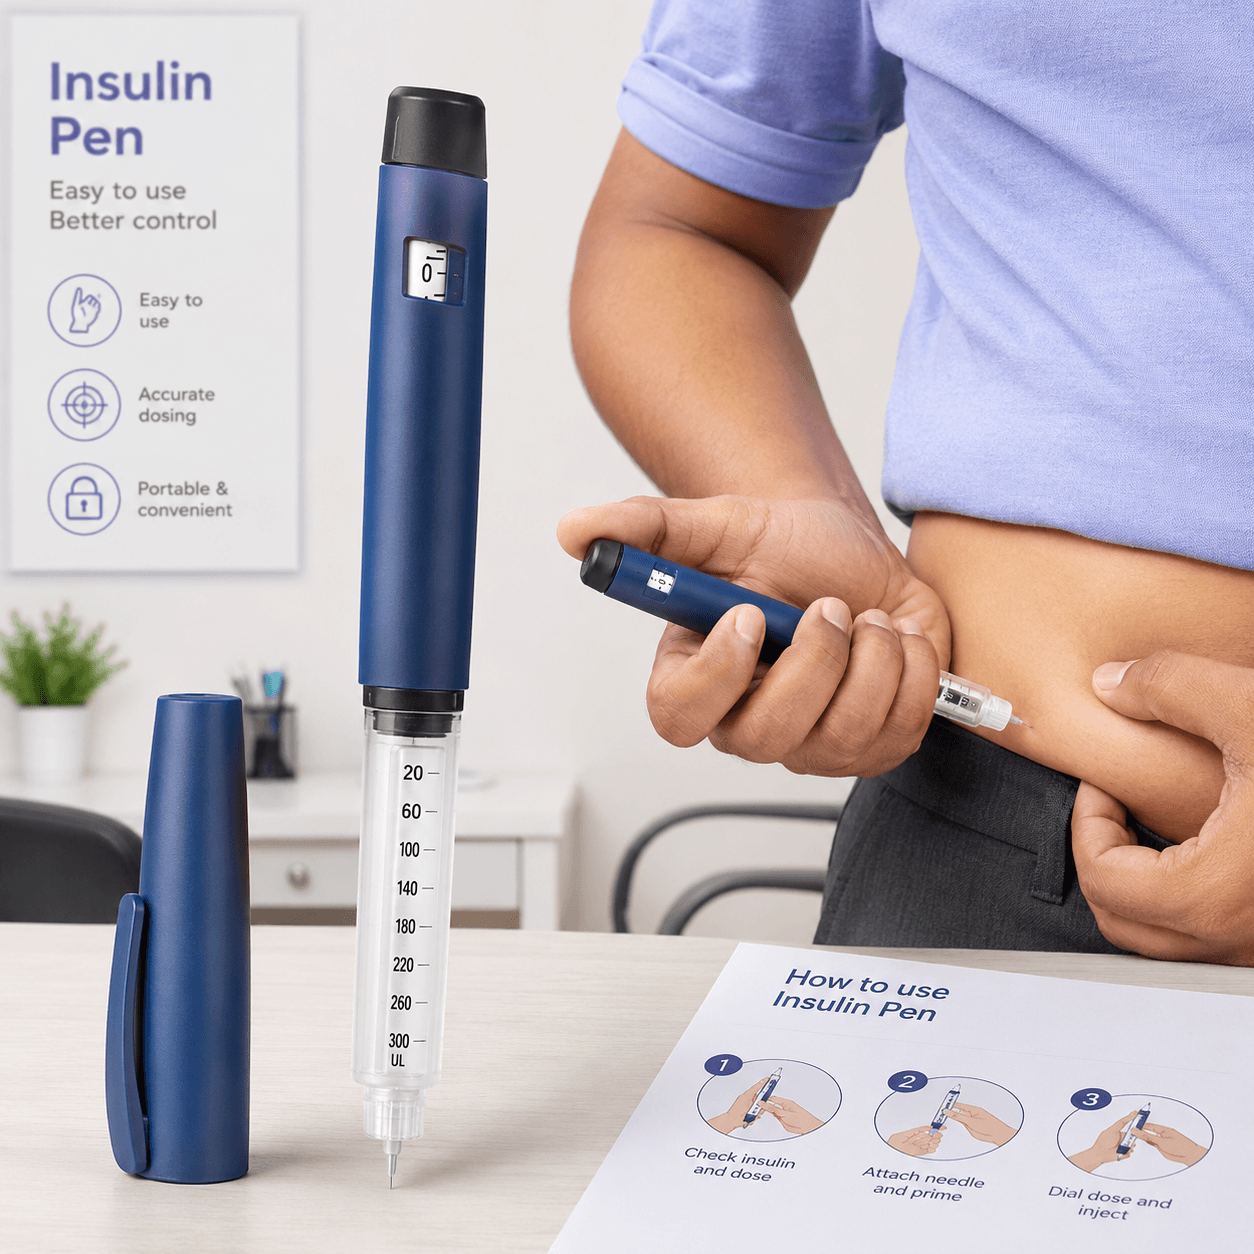 Insulin
Pen
Easy to use
Better control
Easy to
use
Accurate
dosing
Portable &
convenient
0
20
60
100
140
180
220
260
300
UL
0
How to use
Insulin Pen
1
Check insulin
and dose
2
Attach needle
and prime
3
Dial dose and
inject